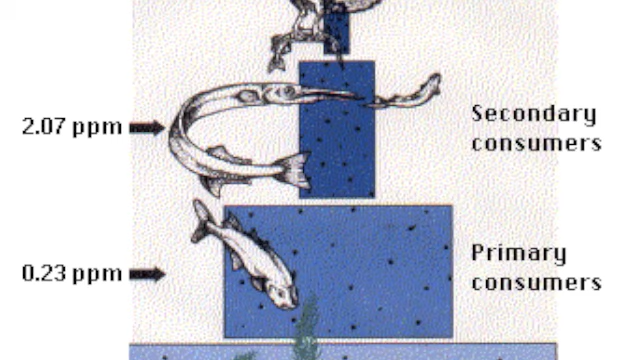 2.07 ppm
Secondary
consumers
0.23 ppm
Primary
consumers